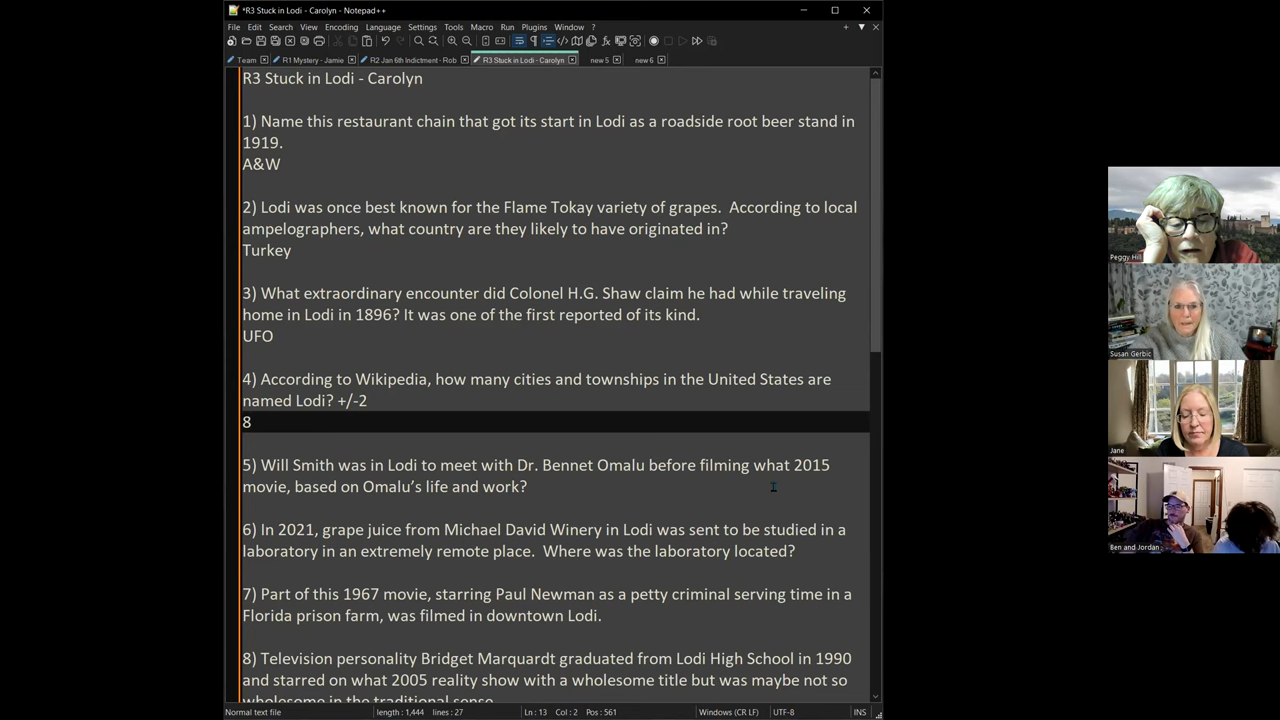 *R3 Stuck in Lodi - Carolyn - Notepad++
File Edit Search View Encoding Language Settings Tools Macro Run Plugins Window ?
Team R1 Mystery - Jamie R2 Jan 6th Indictment - Rob R3 Stuck in Lodi - Carolyn new 5 new 6
R3 Stuck in Lodi - Carolyn
1) Name this restaurant chain that got its start in Lodi as a roadside root beer stand in
1919.
A&W
2) Lodi was once best known for the Flame Tokay variety of grapes.  According to local
ampelographers, what country are they likely to have originated in?
Turkey
3) What extraordinary encounter did Colonel H.G. Shaw claim he had while traveling
home in Lodi in 1896? It was one of the first reported of its kind.
UFO
4) According to Wikipedia, how many cities and townships in the United States are
named Lodi? +/-2
8
5) Will Smith was in Lodi to meet with Dr. Bennet Omalu before filming what 2015
movie, based on Omalu’s life and work?
6) In 2021, grape juice from Michael David Winery in Lodi was sent to be studied in a
laboratory in an extremely remote place.  Where was the laboratory located?
7) Part of this 1967 movie, starring Paul Newman as a petty criminal serving time in a
Florida prison farm, was filmed in downtown Lodi.
8) Television personality Bridget Marquardt graduated from Lodi High School in 1990
and starred on what 2005 reality show with a wholesome title but was maybe not so
wholesome in the traditional sense
Normal text file length : 1,444 lines : 27 Ln : 13 Col : 2 Pos : 561 Windows (CR LF) UTF-8 INS
Peggy Hill
Susan Gerbic
Jane
Ben and Jordan